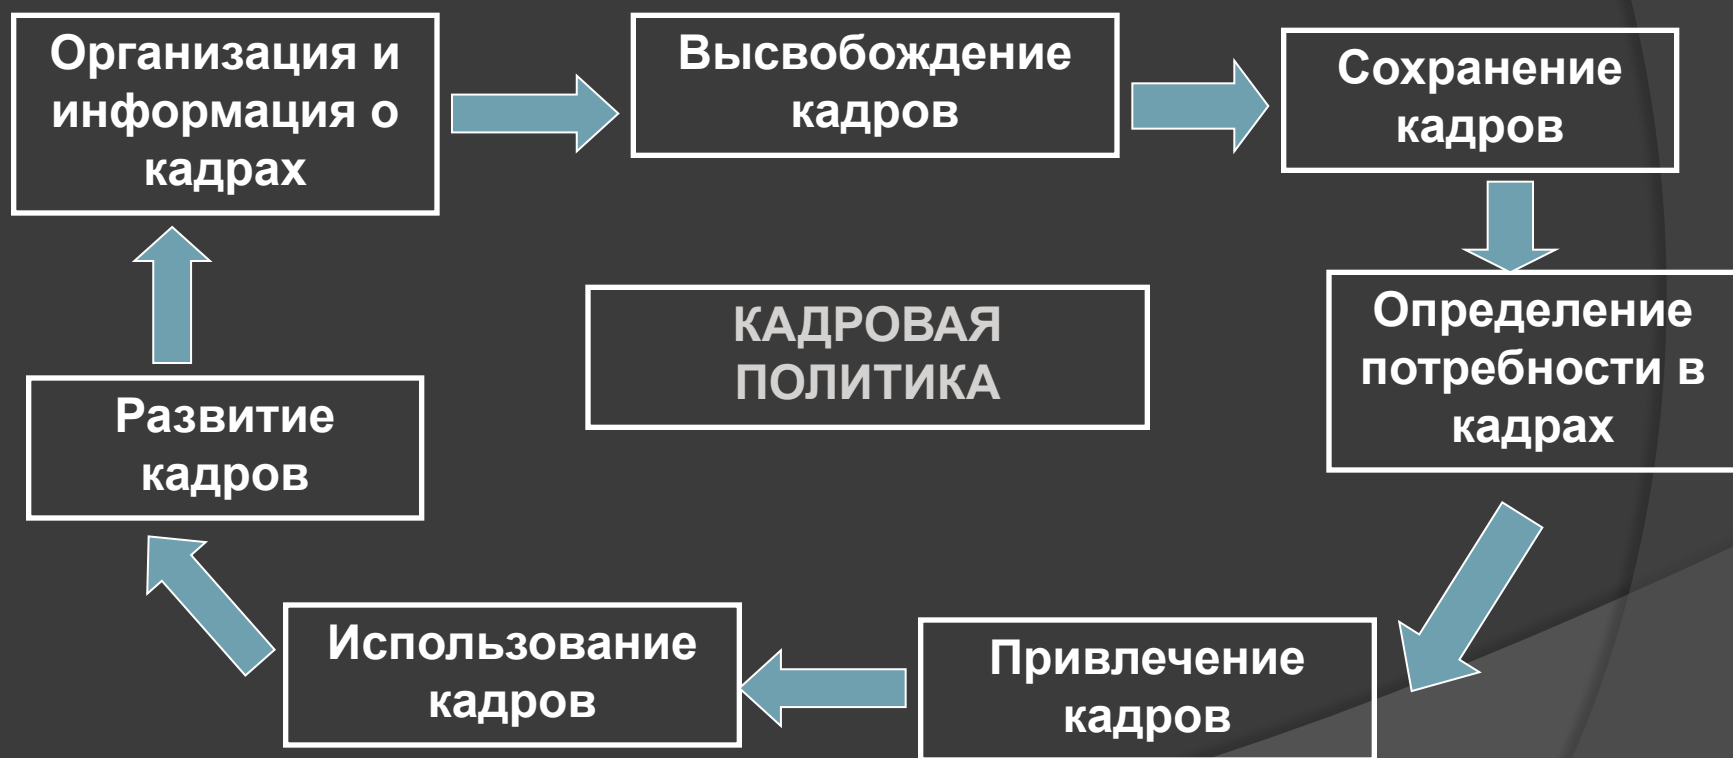 Организация и
информация о
кадрах
Высвобождение
кадров
Сохранение
кадров
КАДРОВАЯ
ПОЛИТИКА
Определение
потребности в
кадрах
Развитие
кадров
Использование
кадров
Привлечение
кадров